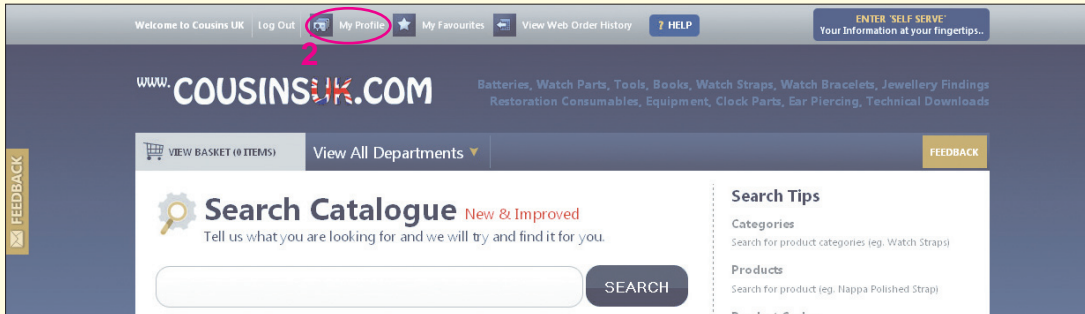 Welcome to Cousins UK Log Out My Profile My Favourites View Web Order History ? HELP
ENTER 'SELF SERVE'
Your Information at your fingertips..
2
www.COUSINSUK.COM
Batteries, Watch Parts, Tools, Books, Watch Straps, Watch Bracelets, Jewellery Findings
Restoration Consumables, Equipment, Clock Parts, Ear Piercing, Technical Downloads
VIEW BASKET (0 ITEMS) View All Departments FEEDBACK
FEEDBACK
Search Catalogue New & Improved
Tell us what you are looking for and we will try and find it for you.
SEARCH
Search Tips
Categories
Search for product categories (eg. Watch Straps)
Products
Search for product (eg. Nappa Polished Strap)